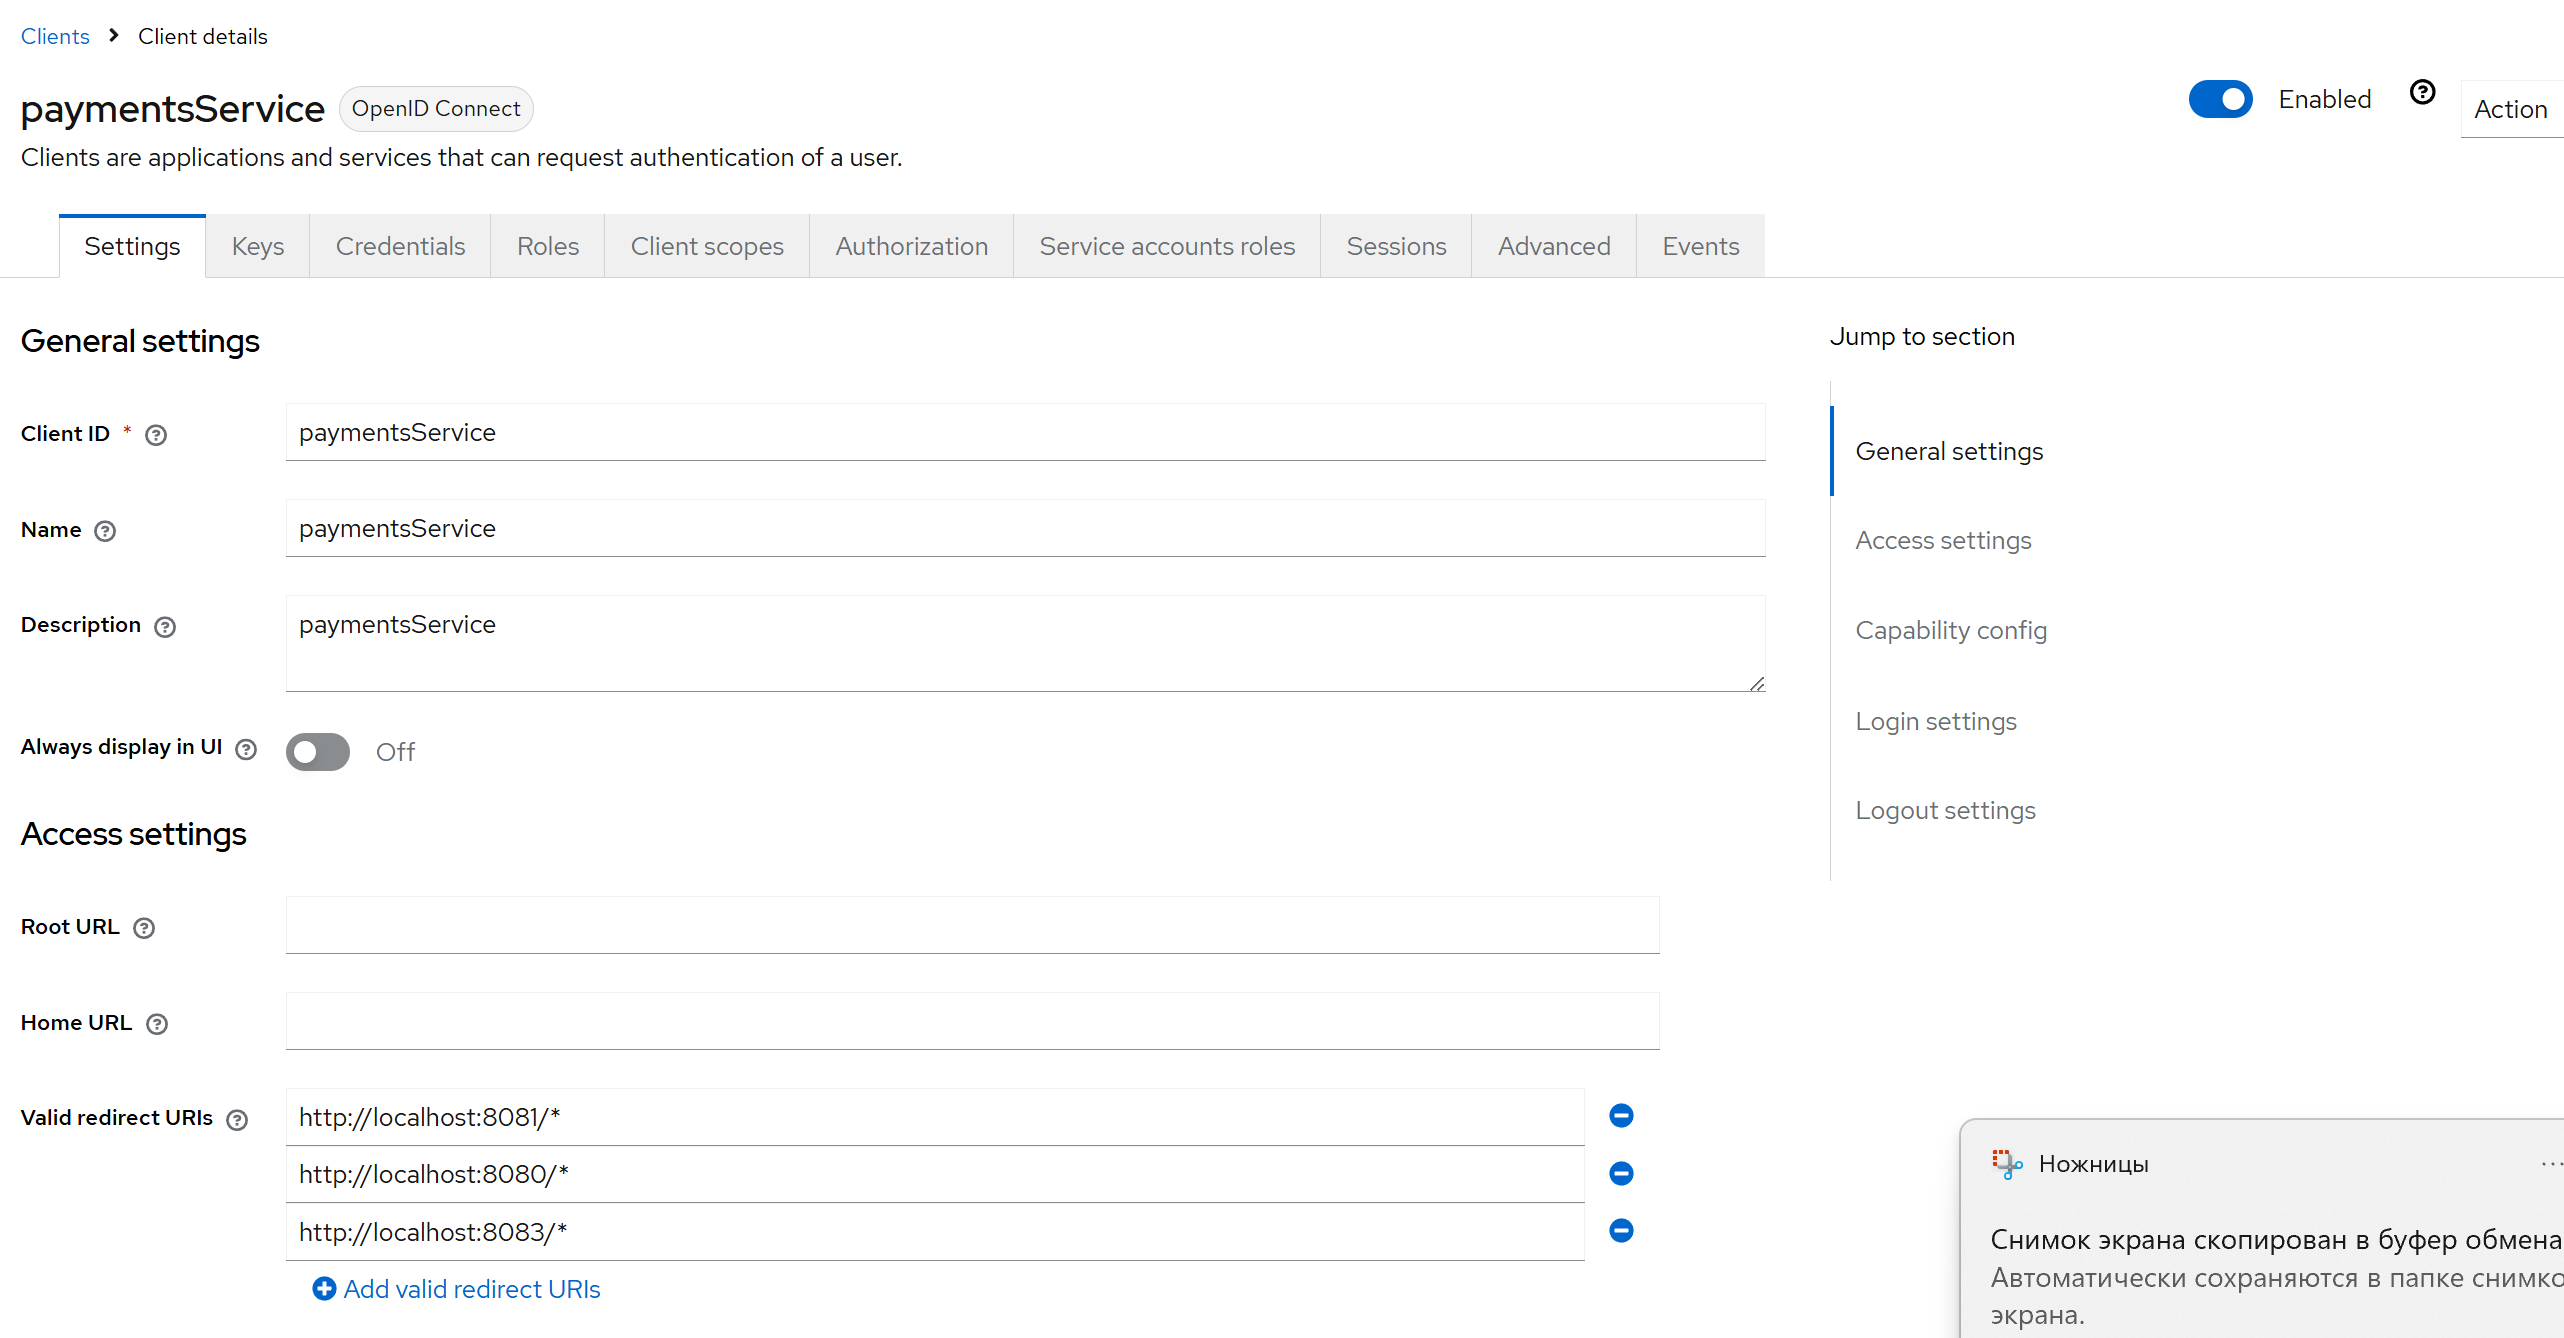 Clients > Client details
paymentsService OpenID Connect
Enabled
Action
Clients are applications and services that can request authentication of a user.
Settings Keys Credentials Roles Client scopes Authorization Service accounts roles Sessions Advanced Events
General settings
Client ID * paymentsService
Name paymentsService
Description paymentsService
Always display in UI Off
Access settings
Root URL
Home URL
Valid redirect URIs http://localhost:8081/*
http://localhost:8080/*
http://localhost:8083/*
Add valid redirect URIs
Jump to section
General settings
Access settings
Capability config
Login settings
Logout settings
Ножницы ...
Снимок экрана скопирован в буфер обмена
Автоматически сохраняются в папке снимко
экрана.